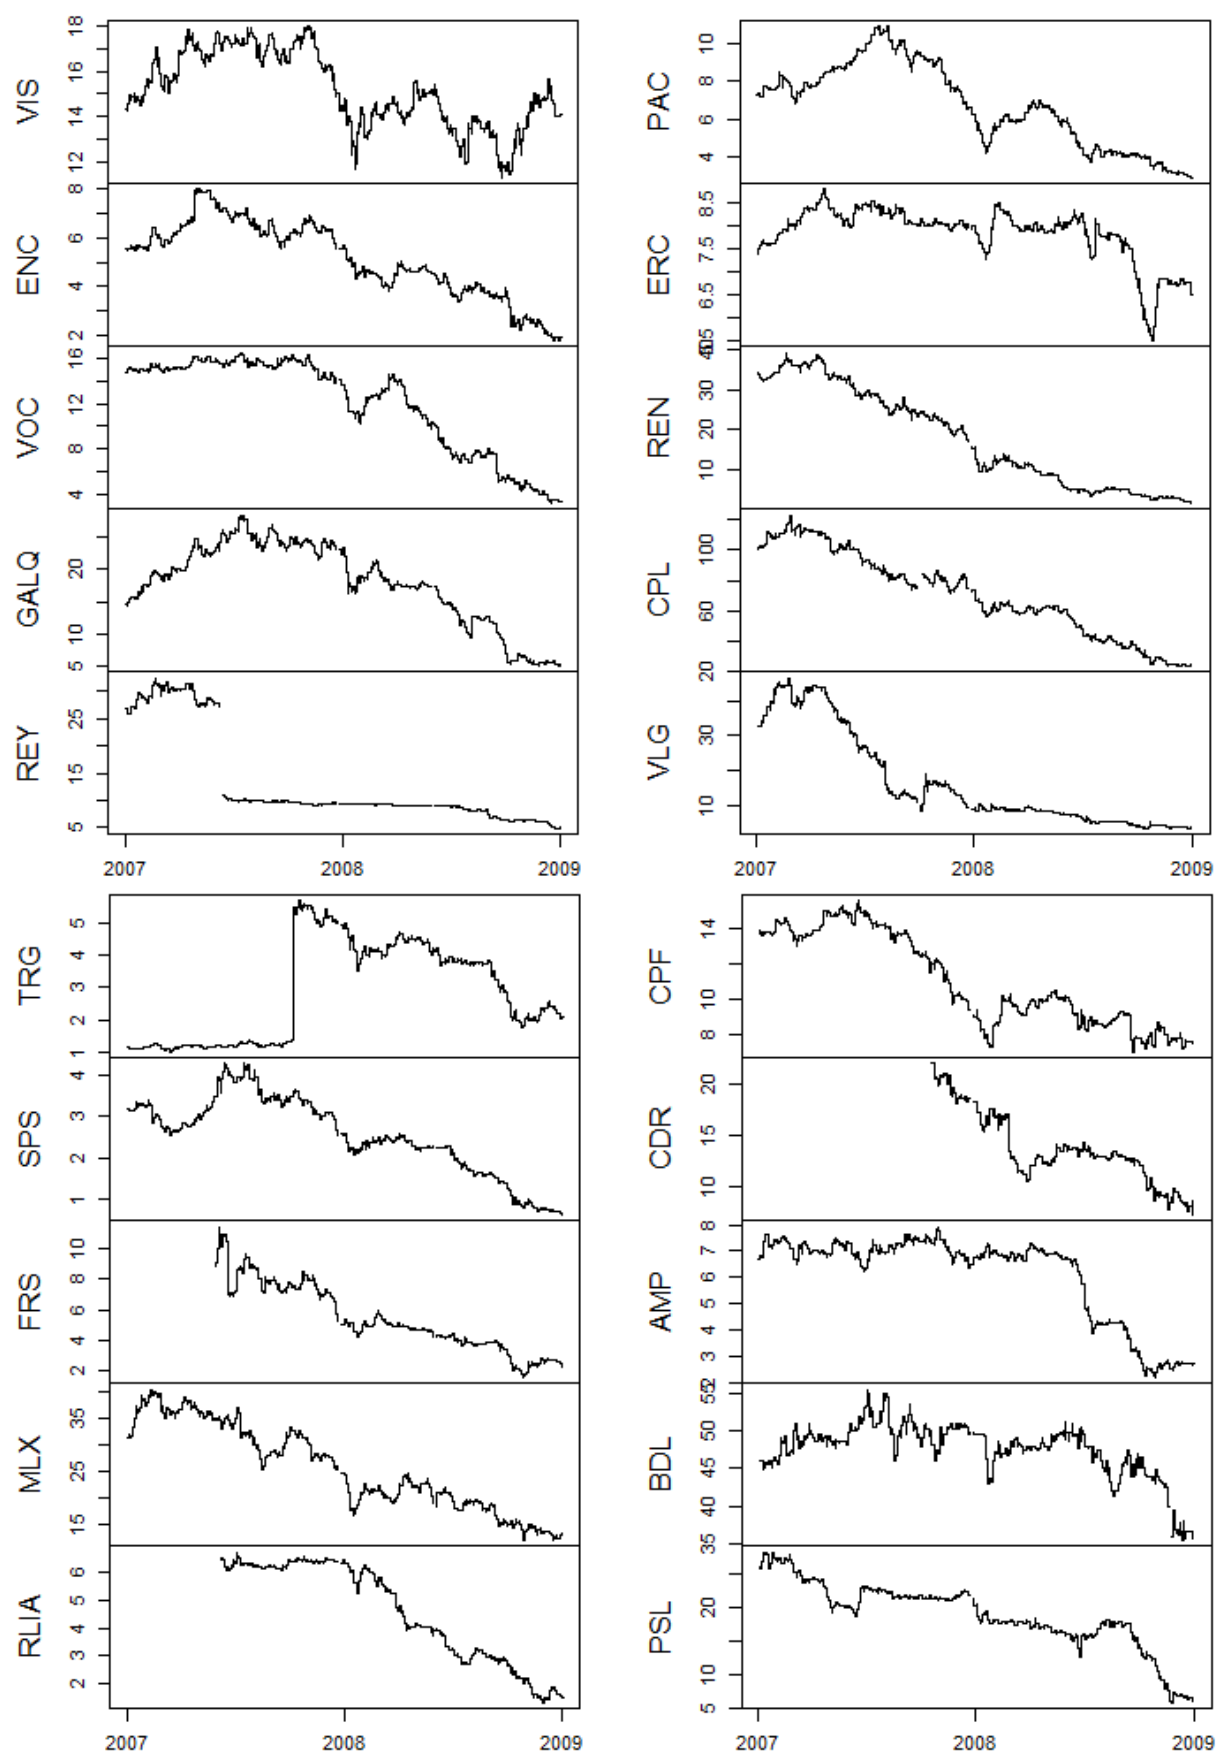 VIS
12 14 16 18
ENC
2 4 6 8
VOC
4 8 12 16
GALQ
5 10 20
REY
5 15 25
2007 2008 2009
PAC
4 6 8 10
ERC
5.5 6.5 7.5 8.5
REN
10 20 30 40
CPL
20 60 100
VLG
10 30
2007 2008 2009
TRG
1 2 3 4 5
SPS
1 2 3 4
FRS
2 4 6 8 10
MLX
15 25 35
RLIA
2 3 4 5 6
2007 2008 2009
CPF
8 10 14
CDR
10 15 20
AMP
2 3 4 5 6 7 8
BDL
35 40 45 50 55
PSL
5 10 20
2007 2008 2009